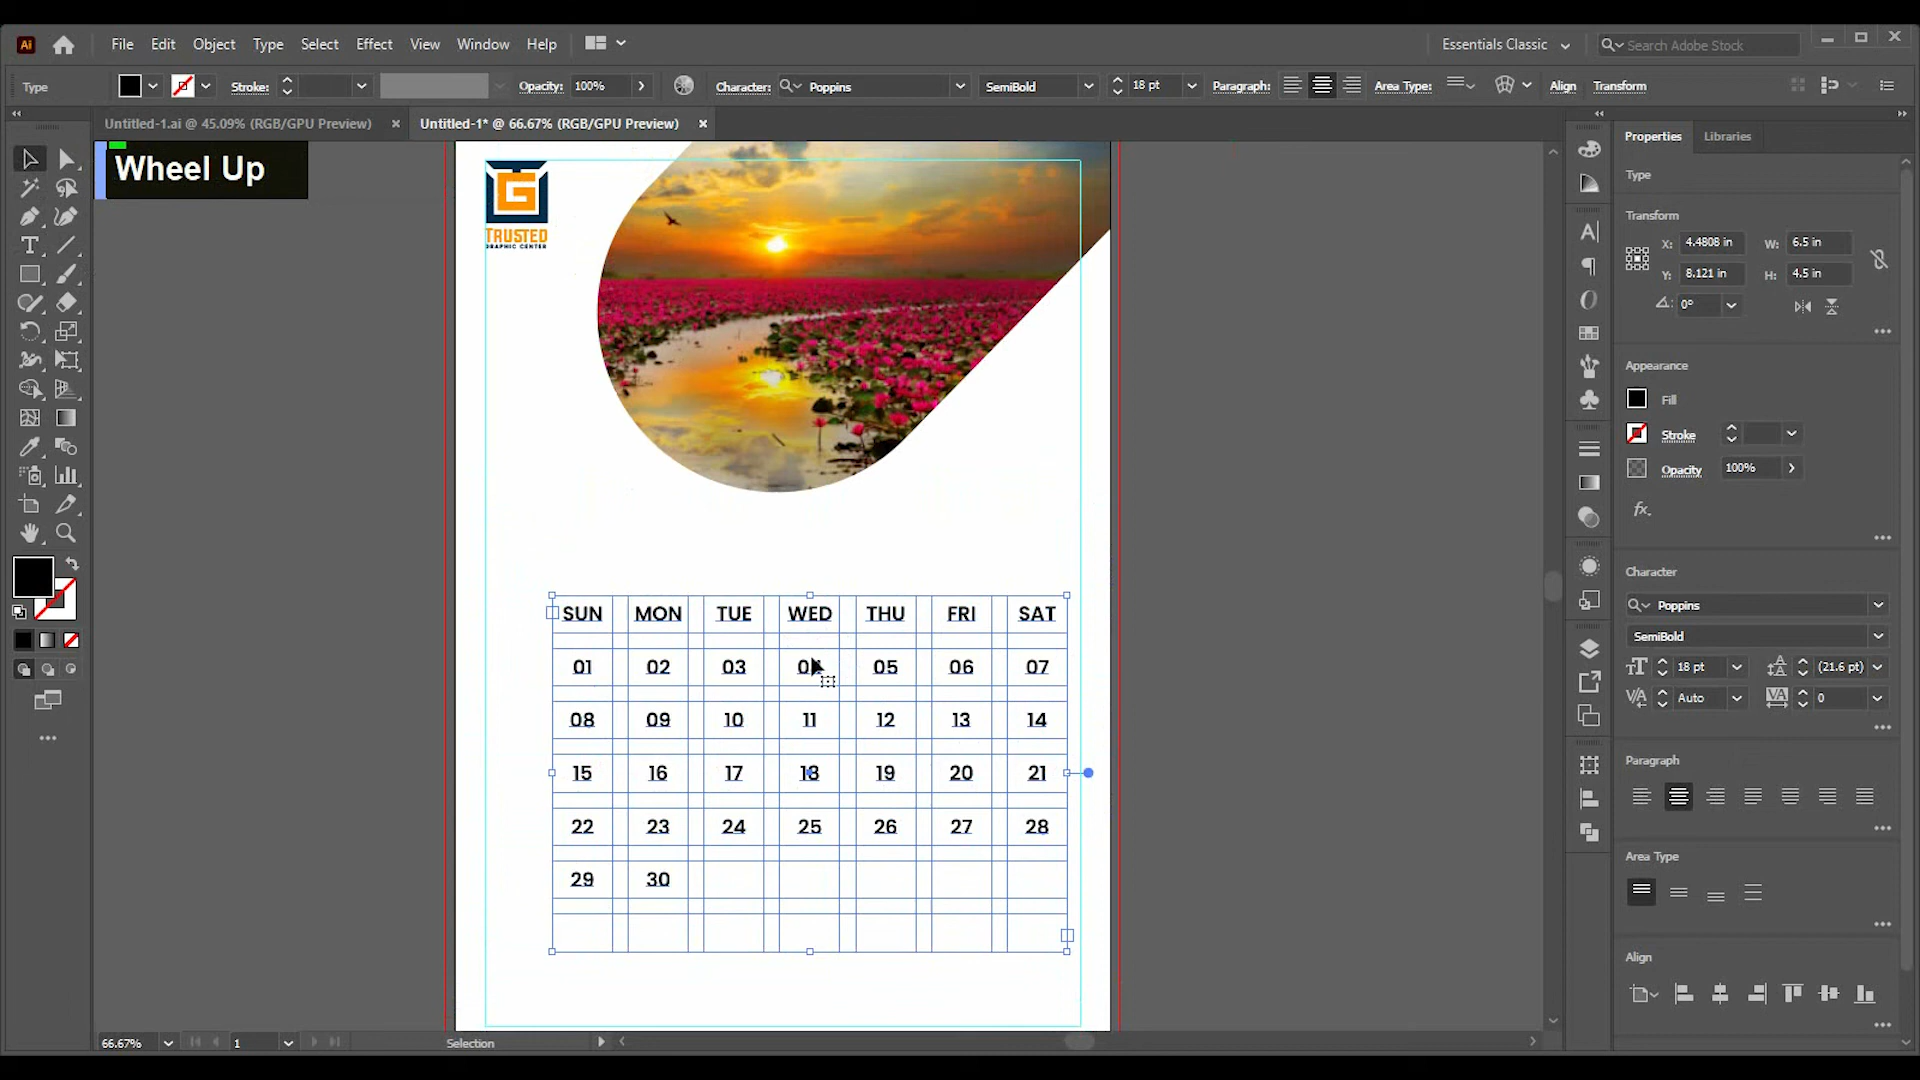 Ai File Edit Object Type Select Effect View Window Help Essentials Classic Search Adobe Stock
Type Stroke: Opacity: 100% Character: Poppins SemiBold 18 pt Paragraph: Area Type: Align Transform
Untitled-1.ai @ 45.09% (RGB/GPU Preview) Untitled-1* @ 66.67% (RGB/GPU Preview)
Wheel Up
TRUSTED
GRAPHIC CENTER
SUN MON TUE WED THU FRI SAT
01 02 03 04 05 06 07
08 09 10 11 12 13 14
15 16 17 18 19 20 21
22 23 24 25 26 27 28
29 30
66.67% 1 Selection
Properties Libraries
Type
Transform
X: 4.4808 in W: 6.5 in
Y: 8.121 in H: 4.5 in
0°
Appearance
Fill
Stroke
Opacity 100%
fx.
Character
Poppins
SemiBold
18 pt (21.6 pt)
Auto 0
Paragraph
Area Type
Align